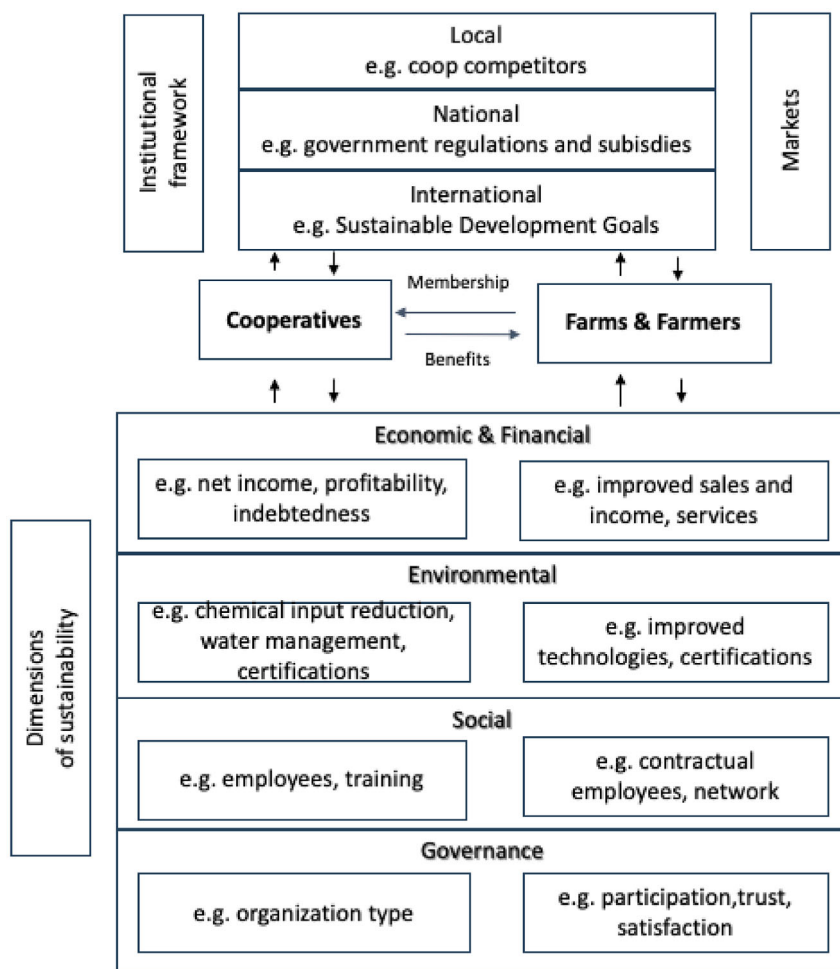 Institutional
framework
Local
e.g. coop competitors
National
e.g. government regulations and subisdies
International
e.g. Sustainable Development Goals
Markets
Cooperatives
Membership
Benefits
Farms & Farmers
Dimensions
of sustainability
Economic & Financial
e.g. net income, profitability,
indebtedness
e.g. improved sales and
income, services
Environmental
e.g. chemical input reduction,
water management,
certifications
e.g. improved
technologies, certifications
Social
e.g. employees, training
e.g. contractual
employees, network
Governance
e.g. organization type
e.g. participation,trust,
satisfaction